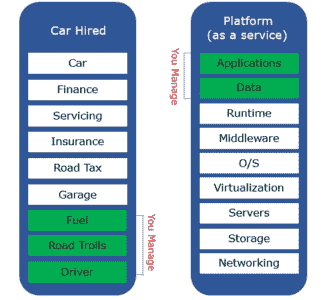 Car Hired
Car
Finance
Servicing
Insurance
Road Tax
Garage
Fuel
Road Trolls
Driver
You Manage
Platform
(as a service)
You Manage
Applications
Data
Runtime
Middleware
O/S
Virtualization
Servers
Storage
Networking